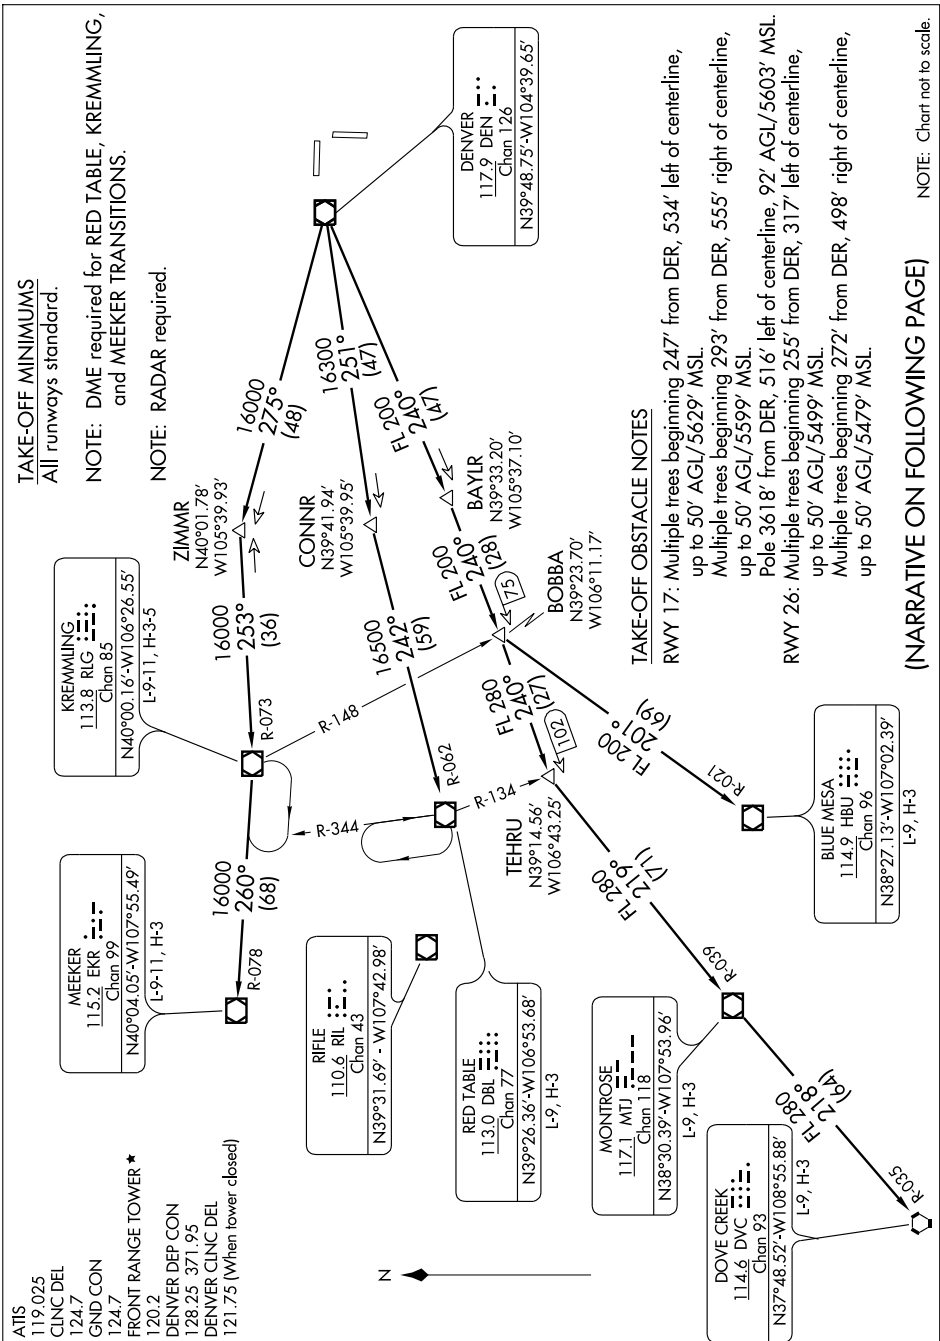 ATIS
119.025
CLNC DEL
124.7
GND CON
124.7
FRONT RANGE TOWER ★
120.2
DENVER DEP CON
128.25 371.95
DENVER CLNC DEL
121.75 (When tower closed)
TAKE-OFF MINIMUMS
All runways standard.
NOTE: DME required for RED TABLE, KREMMLING,
and MEEKER TRANSITIONS.
NOTE: RADAR required.
MEEKER
115.2 EKR
Chan 99
N40°04.05'-W107°55.49'
L-9-11, H-3
KREMMLING
113.8 RLG
Chan 85
N40°00.16'-W106°26.55'
L-9-11, H-3-5
ZIMMR
N40°01.78'
W105°39.93'
R-078
16000
260°
(68)
R-073
16000
253°
(36)
16000
275°
(48)
RIFLE
110.6 RIL
Chan 43
N39°31.69' - W107°42.98'
R-344
R-148
CONNR
N39°41.94'
W105°39.95'
16300
251°
(47)
16500
242°
(59)
R-062
R-134
FL 200
240°
(47)
BAYLR
N39°33.20'
W105°37.10'
FL 200
240°
(28)
75
BOBBA
N39°23.70'
W106°11.17'
DENVER
117.9 DEN
Chan 126
N39°48.75'-W104°39.65'
RED TABLE
113.0 DBL
Chan 77
N39°26.36'-W106°53.68'
L-9, H-3
TEHRU
N39°14.56'
W106°43.25'
FL 280
240°
(27)
102
FL 200
201°
(69)
R-021
FL 280
219°
(71)
R-039
MONTROSE
117.1 MTJ
Chan 118
N38°30.39'-W107°53.96'
L-9, H-3
BLUE MESA
114.9 HBU
Chan 96
N38°27.13'-W107°02.39'
L-9, H-3
FL 280
218°
(64)
R-035
DOVE CREEK
114.6 DVC
Chan 93
N37°48.52'-W108°55.88'
L-9, H-3
N
TAKE-OFF OBSTACLE NOTES
RWY 17: Multiple trees beginning 247' from DER, 534' left of centerline,
up to 50' AGL/5629' MSL.
Multiple trees beginning 293' from DER, 555' right of centerline,
up to 50' AGL/5599' MSL.
Pole 3618' from DER, 516' left of centerline, 92' AGL/5603' MSL.
RWY 26: Multiple trees beginning 255' from DER, 317' left of centerline,
up to 50' AGL/5499' MSL.
Multiple trees beginning 272' from DER, 498' right of centerline,
up to 50' AGL/5479' MSL.
(NARRATIVE ON FOLLOWING PAGE)
NOTE: Chart not to scale.